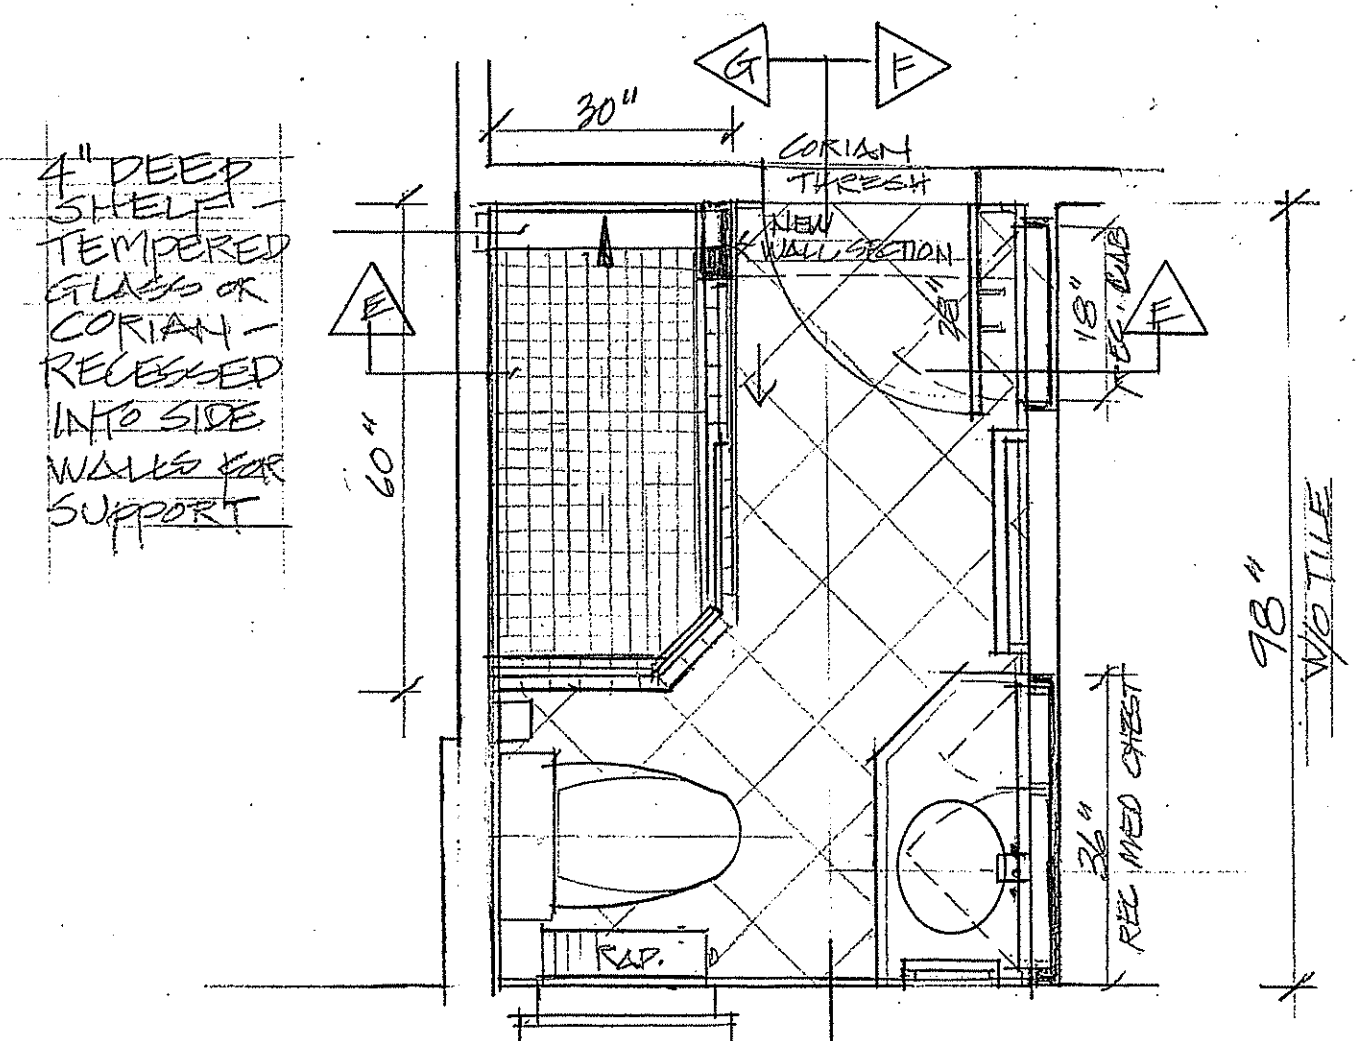 G
F
30"
4" DEEP
SHELF -
TEMPERED
GLASS OR
CORIAN -
RECESSED
INTO SIDE
WALLS FOR
SUPPORT
CORIAN
THRESH
NEW
WALL SECTION
E
E
28"
18"
REC. CAB
60"
98"
W/O TILE
36"
REC MED CHEST
RAD.